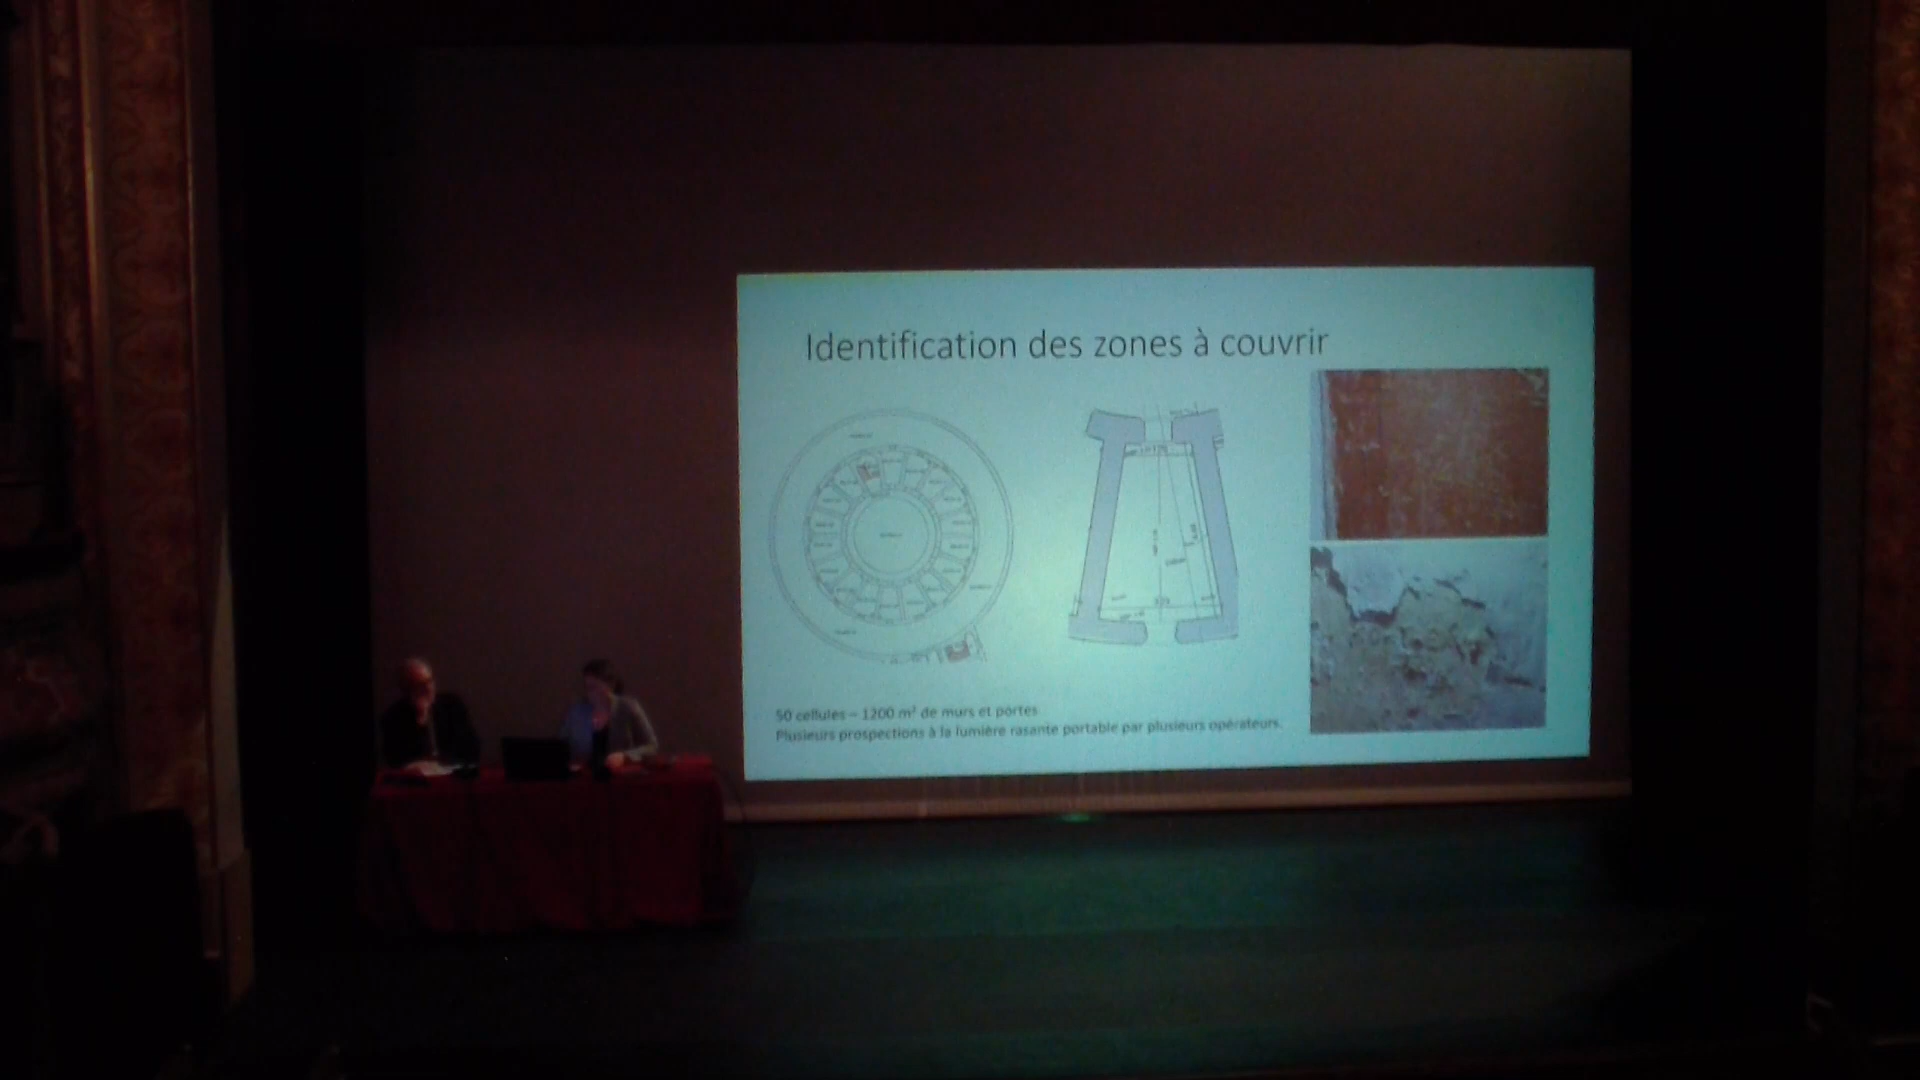 Identification des zones à couvrir
50 cellules – 1200 m² de murs et portes
Plusieurs prospections à la lumière rasante portable par plusieurs opérateurs.